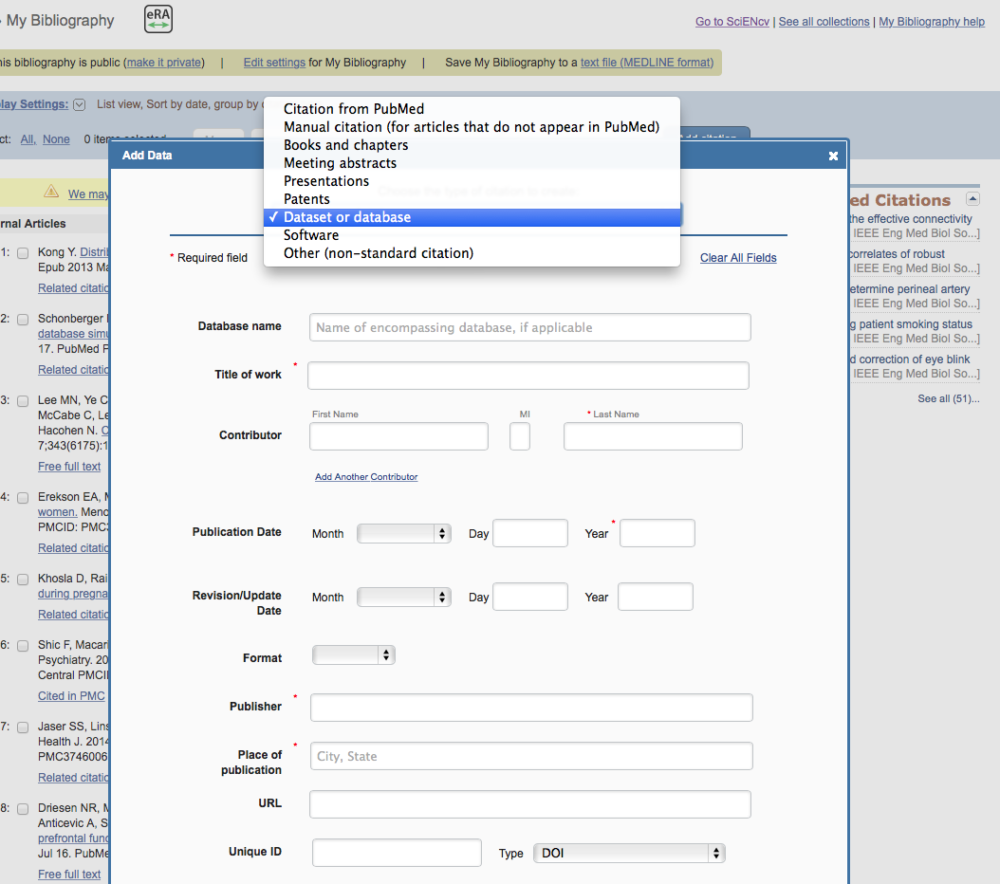 My Bibliography
eRA
Go to SciENcv | See all collections | My Bibliography help
his bibliography is public (make it private) | Edit settings for My Bibliography | Save My Bibliography to a text file (MEDLINE format)
lay Settings: List view, Sort by date, group by
ct: All, None 0 items selected
Add citation
Citation from PubMed
Manual citation (for articles that do not appear in PubMed)
Books and chapters
Meeting abstracts
Presentations
Patents
✓ Dataset or database
Software
Other (non-standard citation)
Add Data
Choose the type of citation to create
* Required field
Clear All Fields
Database name
Name of encompassing database, if applicable
Title of work *
First Name MI * Last Name
Contributor
Add Another Contributor
Publication Date Month Day Year *
Revision/Update Date Month Day Year
Format
Publisher *
Place of publication *
City, State
URL
Unique ID Type DOI
We may
rnal Articles
1: Kong Y. Distrib
Epub 2013 Ma
Related citatio
2: Schonberger
database simu
17. PubMed P
Related citatio
3: Lee MN, Ye C
McCabe C, Le
Hacohen N. C
7;343(6175):1
Free full text
4: Erekson EA, M
women. Meno
PMCID: PMC3
Related citatio
5: Khosla D, Rai
during pregna
Related citatio
6: Shic F, Macari
Psychiatry. 20
Central PMCI
Cited in PMC
7: Jaser SS, Lins
Health J. 2014
PMC3746006
Related citatio
8: Driesen NR, M
Anticevic A, S
prefrontal func
Jul 16. PubMe
Free full text
ed Citations
the effective connectivity
IEEE Eng Med Biol So...]
correlates of robust
IEEE Eng Med Biol So...]
etermine perineal artery
IEEE Eng Med Biol So...]
g patient smoking status
IEEE Eng Med Biol So...]
d correction of eye blink
IEEE Eng Med Biol So...]
See all (51)...